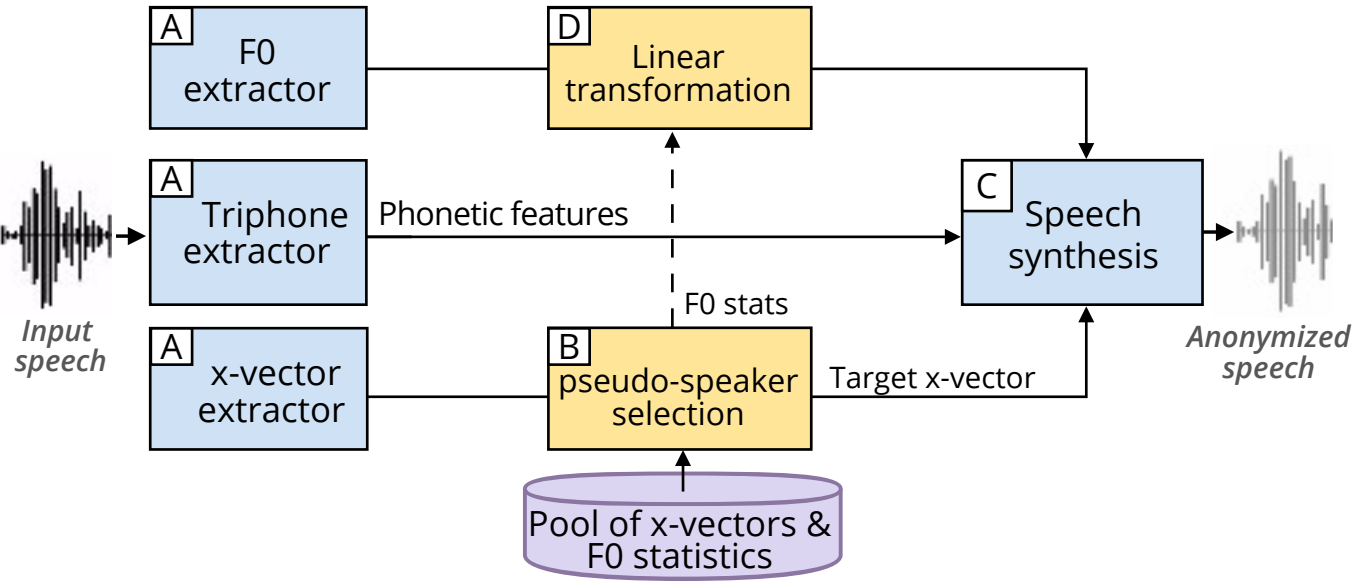 A
F0
extractor
D
Linear
transformation
A
Triphone
extractor
Phonetic features
C
Speech
synthesis
Input
speech
Anonymized
speech
F0 stats
A
x-vector
extractor
B
pseudo-speaker
selection
Target x-vector
Pool of x-vectors &
F0 statistics